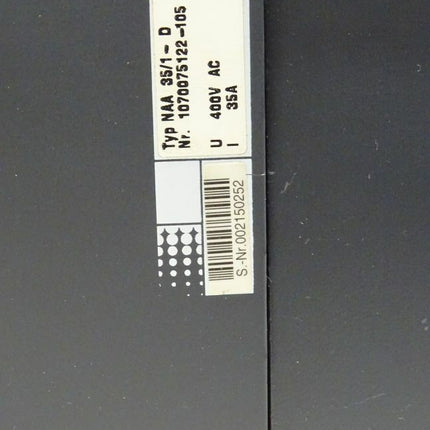 Typ NAA 35/1- D
Nr. 1070075122-105
U 400V AC
I 35A
S.-Nr.002150252